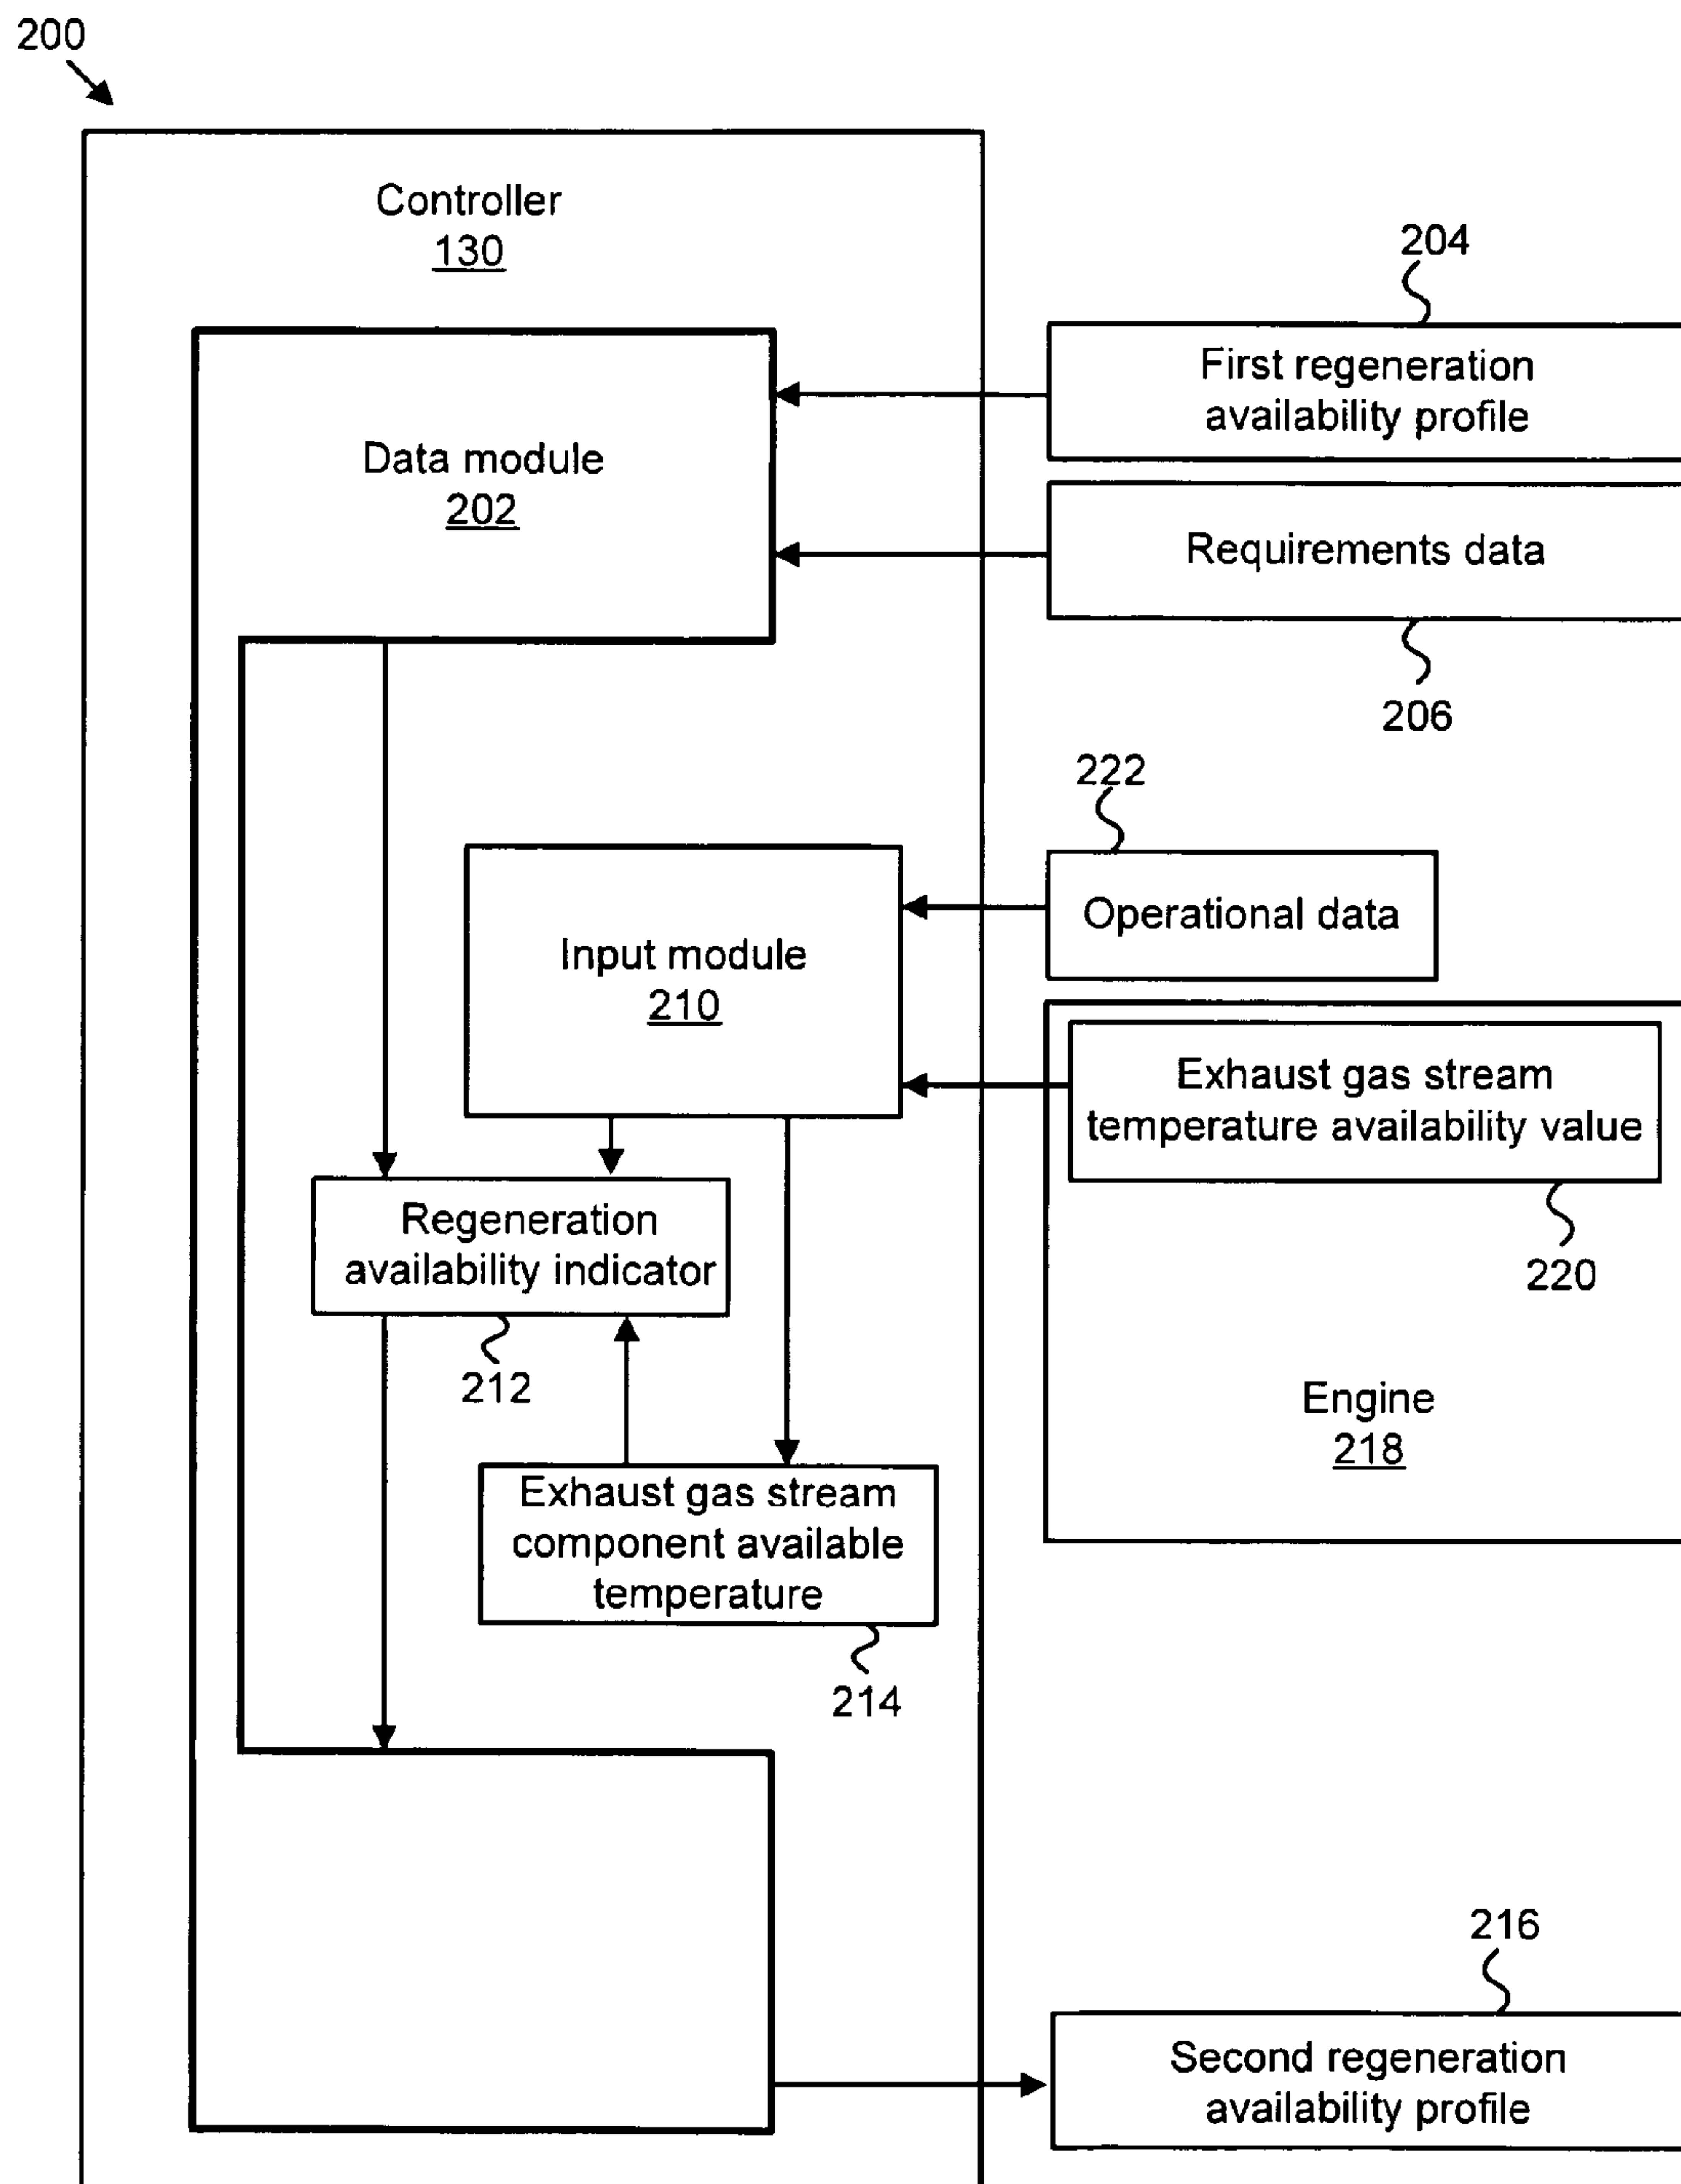 200
Controller
130
204
First regeneration
availability profile
Data module
202
Requirements data
206
222
Operational data
Input module
210
Exhaust gas stream
temperature availability value
220
Regeneration
availability indicator
212
Engine
218
Exhaust gas stream
component available
temperature
214
216
Second regeneration
availability profile